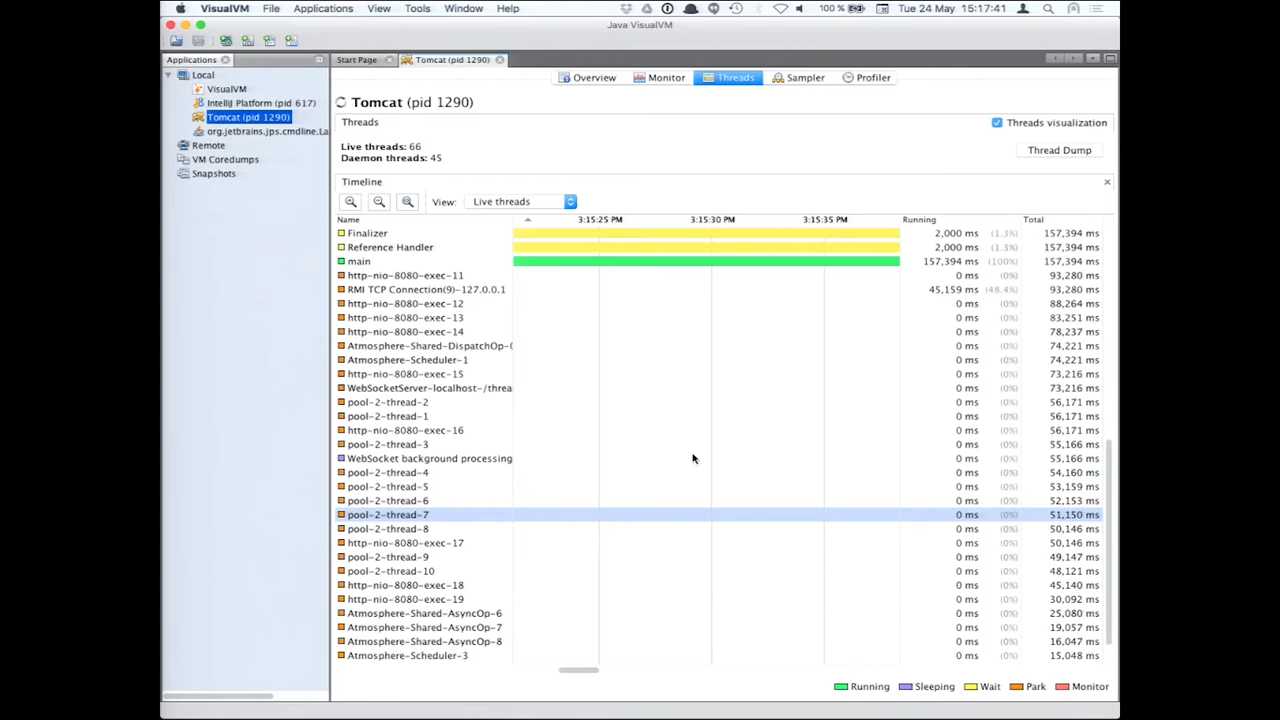 VisualVM File Applications View Tools Window Help 100 % Tue 24 May 15:17:41
Java VisualVM
Applications
Start Page
Tomcat (pid 1290)
Local
VisualVM
IntelliJ Platform (pid 617)
Tomcat (pid 1290)
org.jetbrains.jps.cmdline.La
Remote
VM Coredumps
Snapshots
Overview Monitor Threads Sampler Profiler
Tomcat (pid 1290)
Threads
Threads visualization
Live threads: 66
Daemon threads: 45
Thread Dump
Timeline
View: Live threads
Name 3:15:25 PM 3:15:30 PM 3:15:35 PM Running Total
Finalizer 2,000 ms (1.3%) 157,394 ms
Reference Handler 2,000 ms (1.3%) 157,394 ms
main 157,394 ms (100%) 157,394 ms
http-nio-8080-exec-11 0 ms (0%) 93,280 ms
RMI TCP Connection(9)-127.0.0.1 45,159 ms (48.4%) 93,280 ms
http-nio-8080-exec-12 0 ms (0%) 88,264 ms
http-nio-8080-exec-13 0 ms (0%) 83,251 ms
http-nio-8080-exec-14 0 ms (0%) 78,237 ms
Atmosphere-Shared-DispatchOp-0 0 ms (0%) 74,221 ms
Atmosphere-Scheduler-1 0 ms (0%) 74,221 ms
http-nio-8080-exec-15 0 ms (0%) 73,216 ms
WebSocketServer-localhost-/threa 0 ms (0%) 73,216 ms
pool-2-thread-2 0 ms (0%) 56,171 ms
pool-2-thread-1 0 ms (0%) 56,171 ms
http-nio-8080-exec-16 0 ms (0%) 56,171 ms
pool-2-thread-3 0 ms (0%) 55,166 ms
WebSocket background processing 0 ms (0%) 55,166 ms
pool-2-thread-4 0 ms (0%) 54,160 ms
pool-2-thread-5 0 ms (0%) 53,159 ms
pool-2-thread-6 0 ms (0%) 52,153 ms
pool-2-thread-7 0 ms (0%) 51,150 ms
pool-2-thread-8 0 ms (0%) 50,146 ms
http-nio-8080-exec-17 0 ms (0%) 50,146 ms
pool-2-thread-9 0 ms (0%) 49,147 ms
pool-2-thread-10 0 ms (0%) 48,121 ms
http-nio-8080-exec-18 0 ms (0%) 45,140 ms
http-nio-8080-exec-19 0 ms (0%) 30,092 ms
Atmosphere-Shared-AsyncOp-6 0 ms (0%) 25,080 ms
Atmosphere-Shared-AsyncOp-7 0 ms (0%) 19,057 ms
Atmosphere-Shared-AsyncOp-8 0 ms (0%) 16,047 ms
Atmosphere-Scheduler-3 0 ms (0%) 15,048 ms
Running Sleeping Wait Park Monitor